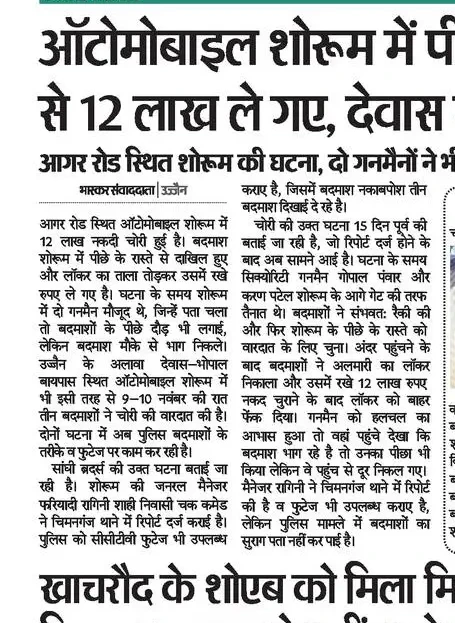 ऑटोमोबाइल शोरूम में
से 12 लाख ले गए, देवास
आगर रोड स्थित शोरूम की घटना, दो गनमैनों ने
भास्कर संवाददाता | उज्जैन
आगर रोड स्थित ऑटोमोबाइल शोरूम में
12 लाख नकदी चोरी हुई है। बदमाश
शोरूम में पीछे के रास्ते से दाखिल हुए
और लॉकर का ताला तोड़कर उसमें रखे
रुपए ले गए है। घटना के समय शोरूम
में दो गनमैन मौजूद थे, जिन्हें पता चला
तो बदमाशों के पीछे दौड़ भी लगाई,
लेकिन बदमाश मौके से भाग निकले।
उज्जैन के अलावा देवास-भोपाल
बायपास स्थित ऑटोमोबाइल शोरूम में
भी इसी तरह से 9-10 नवंबर की रात
तीन बदमाशों ने चोरी की वारदात की है।
दोनों घटना में अब पुलिस बदमाशों के
तरीके व फुटेज पर काम कर रही है।
सांघी ब्रदर्स की उक्त घटना बताई जा
रही है। शोरूम की जनरल मैनेजर
फरियादी रागिनी शाही निवासी चक कमेड
ने चिमनगंज थाने में रिपोर्ट दर्ज कराई है।
पुलिस को सीसीटीवी फुटेज भी उपलब्ध
कराए है, जिसमें बदमाश नकाबपोश तीन
बदमाश दिखाई दे रहे है।
चोरी की उक्त घटना 15 दिन पूर्व की
बताई जा रही है, जो रिपोर्ट दर्ज होने के
बाद अब सामने आई है। घटना के समय
सिक्योरिटी गनमैन गोपाल पंवार और
करण पटेल शोरूम के आगे गेट की तरफ
तैनात थे। बदमाशों ने संभवत: रैकी की
और फिर शोरूम के पीछे के रास्ते को
वारदात के लिए चुना। अंदर पहुंचने के
बाद बदमाशों ने अलमारी का लॉकर
निकाला और उसमें रखे 12 लाख रुपए
नकद चुराने के बाद लॉकर को बाहर
फेंक दिया। गनमैन को हलचल का
आभास हुआ तो वहां पहुंचे देखा कि
बदमाश भाग रहे है तो उनका पीछा भी
किया लेकिन वे पहुंच से दूर निकल गए।
मैनेजर रागिनी ने चिमनगंज थाने में रिपोर्ट
की है व फुटेज भी उपलब्ध कराए है,
लेकिन पुलिस मामले में बदमाशों का
सुराग पता नहीं कर पाई है।
खाचरौद के शोएब को मिला